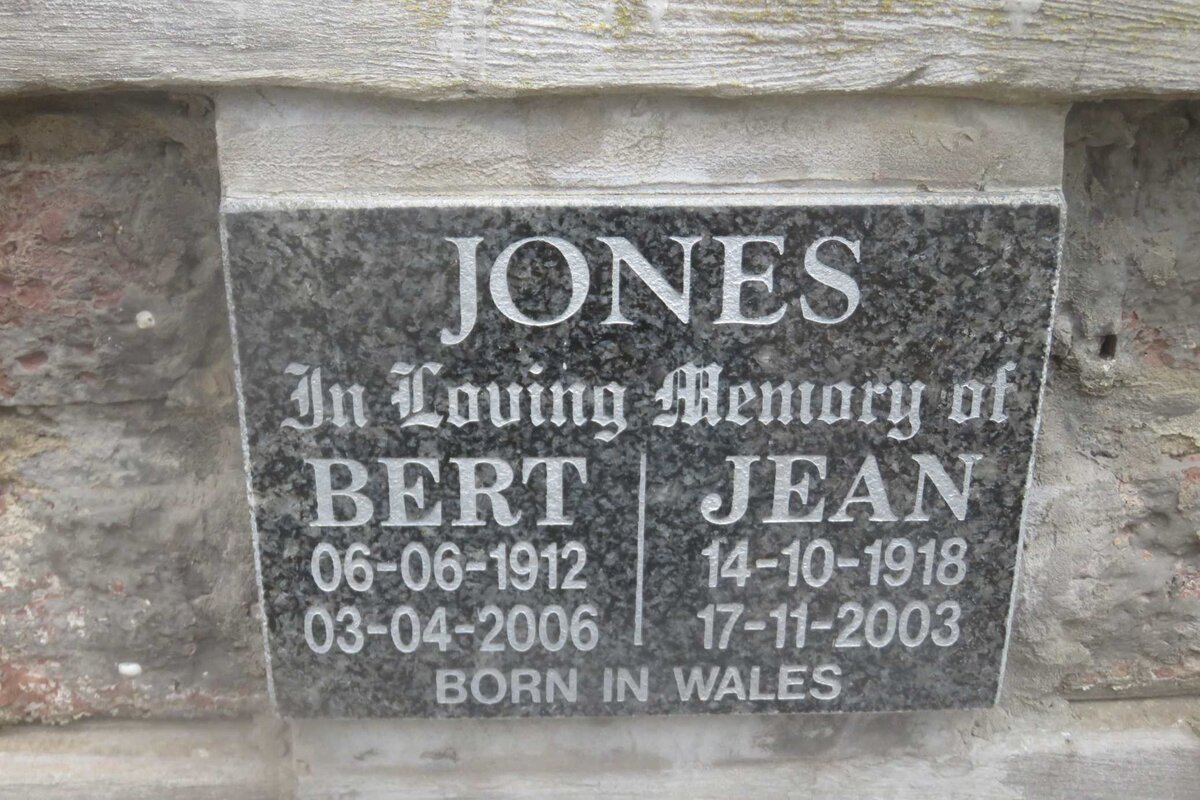 JONES
In Loving Memory of
BERT JEAN
06-06-1912 14-10-1918
03-04-2006 17-11-2003
BORN IN WALES